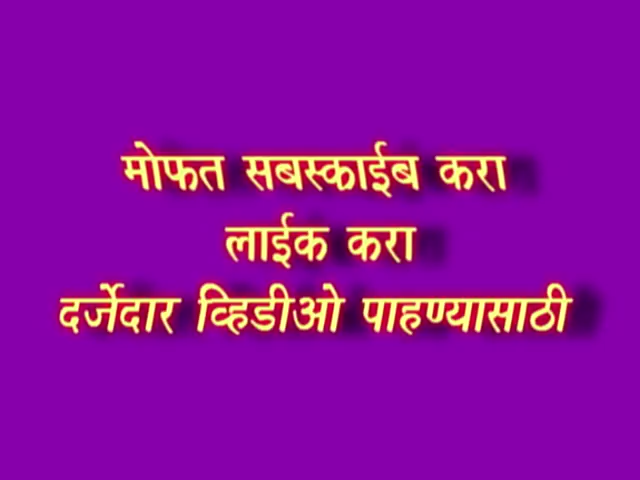 मोफत सबस्काईब करा
लाईक करा
दर्जेदार व्हिडीओ पाहण्यासाठी